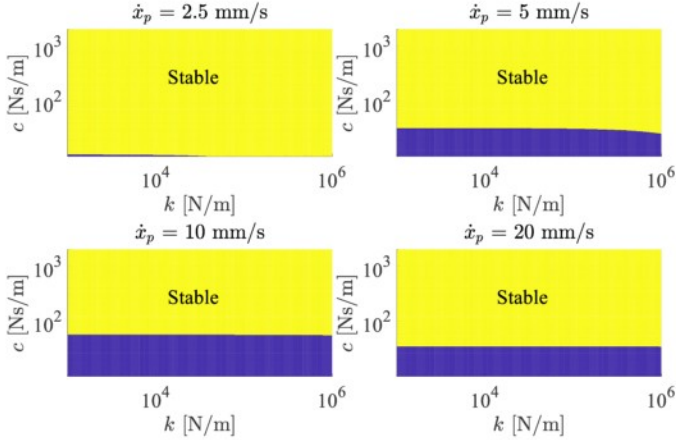 ẋₚ = 2.5 mm/s
10³
10²
c [Ns/m]
Stable
10⁴
10⁶
k [N/m]
ẋₚ = 5 mm/s
10³
10²
c [Ns/m]
Stable
10⁴
10⁶
k [N/m]
ẋₚ = 10 mm/s
10³
10²
c [Ns/m]
Stable
10⁴
10⁶
k [N/m]
ẋₚ = 20 mm/s
10³
10²
c [Ns/m]
Stable
10⁴
10⁶
k [N/m]